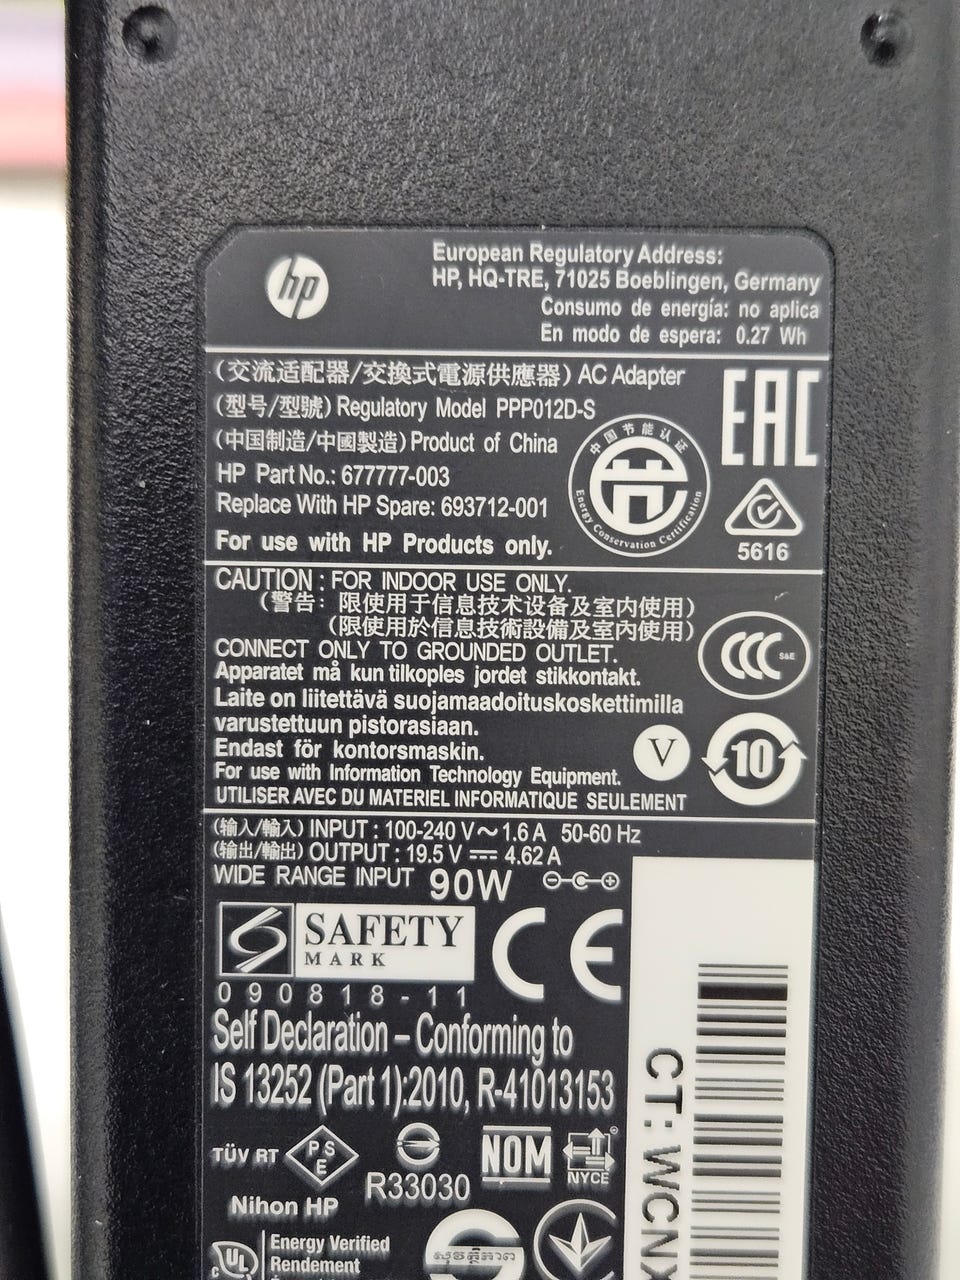 hp
European Regulatory Address:
HP, HQ-TRE, 71025 Boeblingen, Germany
Consumo de energía: no aplica
En modo de espera: 0.27 Wh
(交流适配器/交換式電源供應器) AC Adapter
(型号/型號) Regulatory Model PPP012D-S
(中国制造/中國製造) Product of China
HP Part No.: 677777-003
Replace With HP Spare: 693712-001
For use with HP Products only.
中国节能认证
Energy Conservation Certification
EAC
5616
CAUTION : FOR INDOOR USE ONLY.
(警告: 限使用于信息技术设备及室内使用)
(限使用於信息技術設備及室內使用)
CONNECT ONLY TO GROUNDED OUTLET.
Apparatet må kun tilkoples jordet stikkontakt.
Laite on liitettävä suojamaadoituskoskettimilla
varustettuun pistorasiaan.
Endast för kontorsmaskin.
For use with Information Technology Equipment.
UTILISER AVEC DU MATERIEL INFORMATIQUE SEULEMENT
CCC S&E
V
10
(输入/輸入) INPUT : 100-240 V~ 1.6 A 50-60 Hz
(输出/輸出) OUTPUT : 19.5 V ⎓ 4.62 A
WIDE RANGE INPUT 90W
SAFETY
MARK
090818-11
CE
Self Declaration – Conforming to
IS 13252 (Part 1):2010, R-41013153
TÜV RT
PSE
Nihon HP
R33030
NOM
NYCE
UL
Energy Verified
Rendement
CT: WCNX